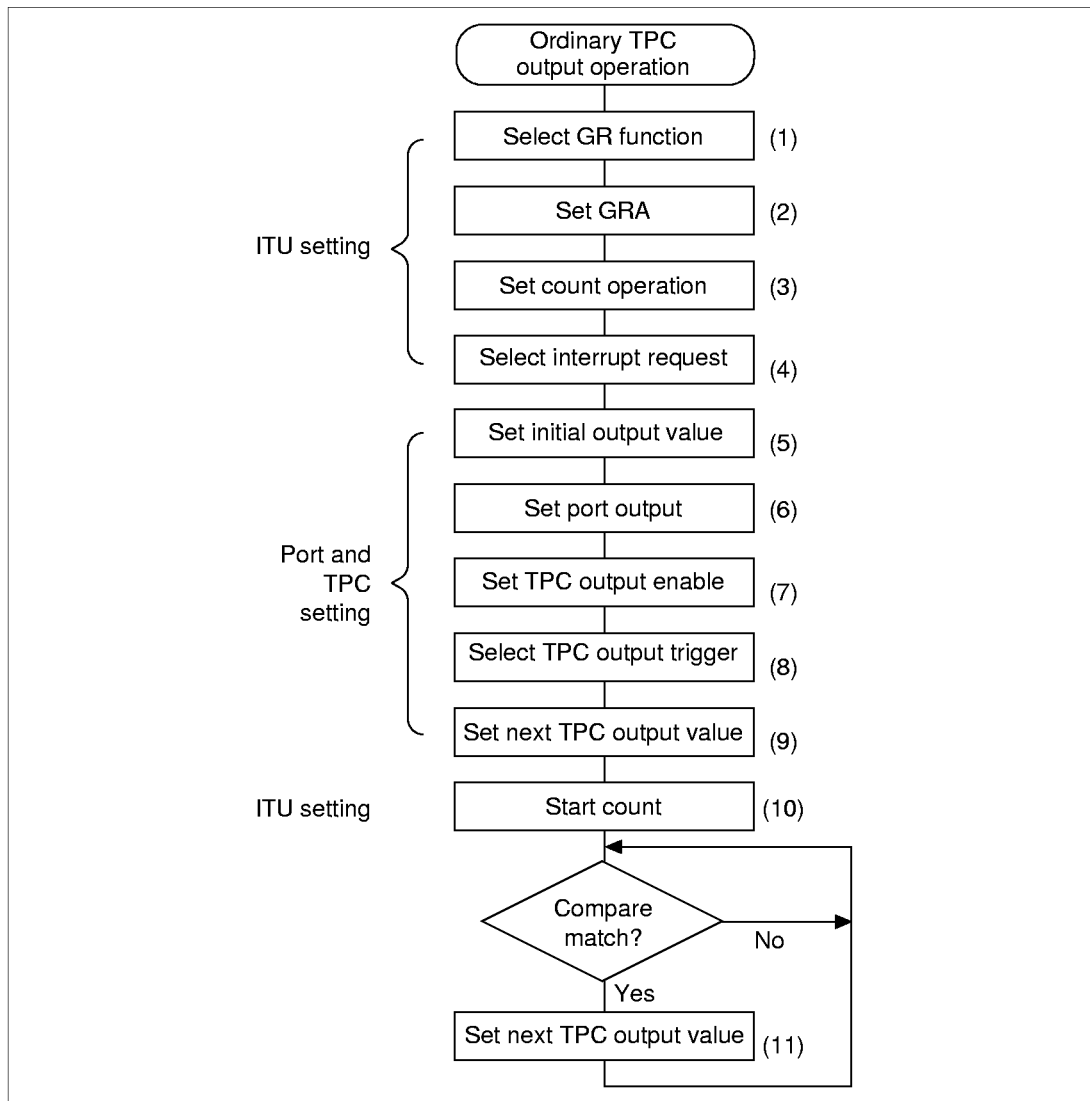 Ordinary TPC
output operation
Select GR function
(1)
Set GRA
(2)
ITU setting
Set count operation
(3)
Select interrupt request
(4)
Set initial output value
(5)
Set port output
(6)
Port and
TPC
setting
Set TPC output enable
(7)
Select TPC output trigger
(8)
Set next TPC output value
(9)
ITU setting
Start count
(10)
Compare
match?
No
Yes
Set next TPC output value
(11)